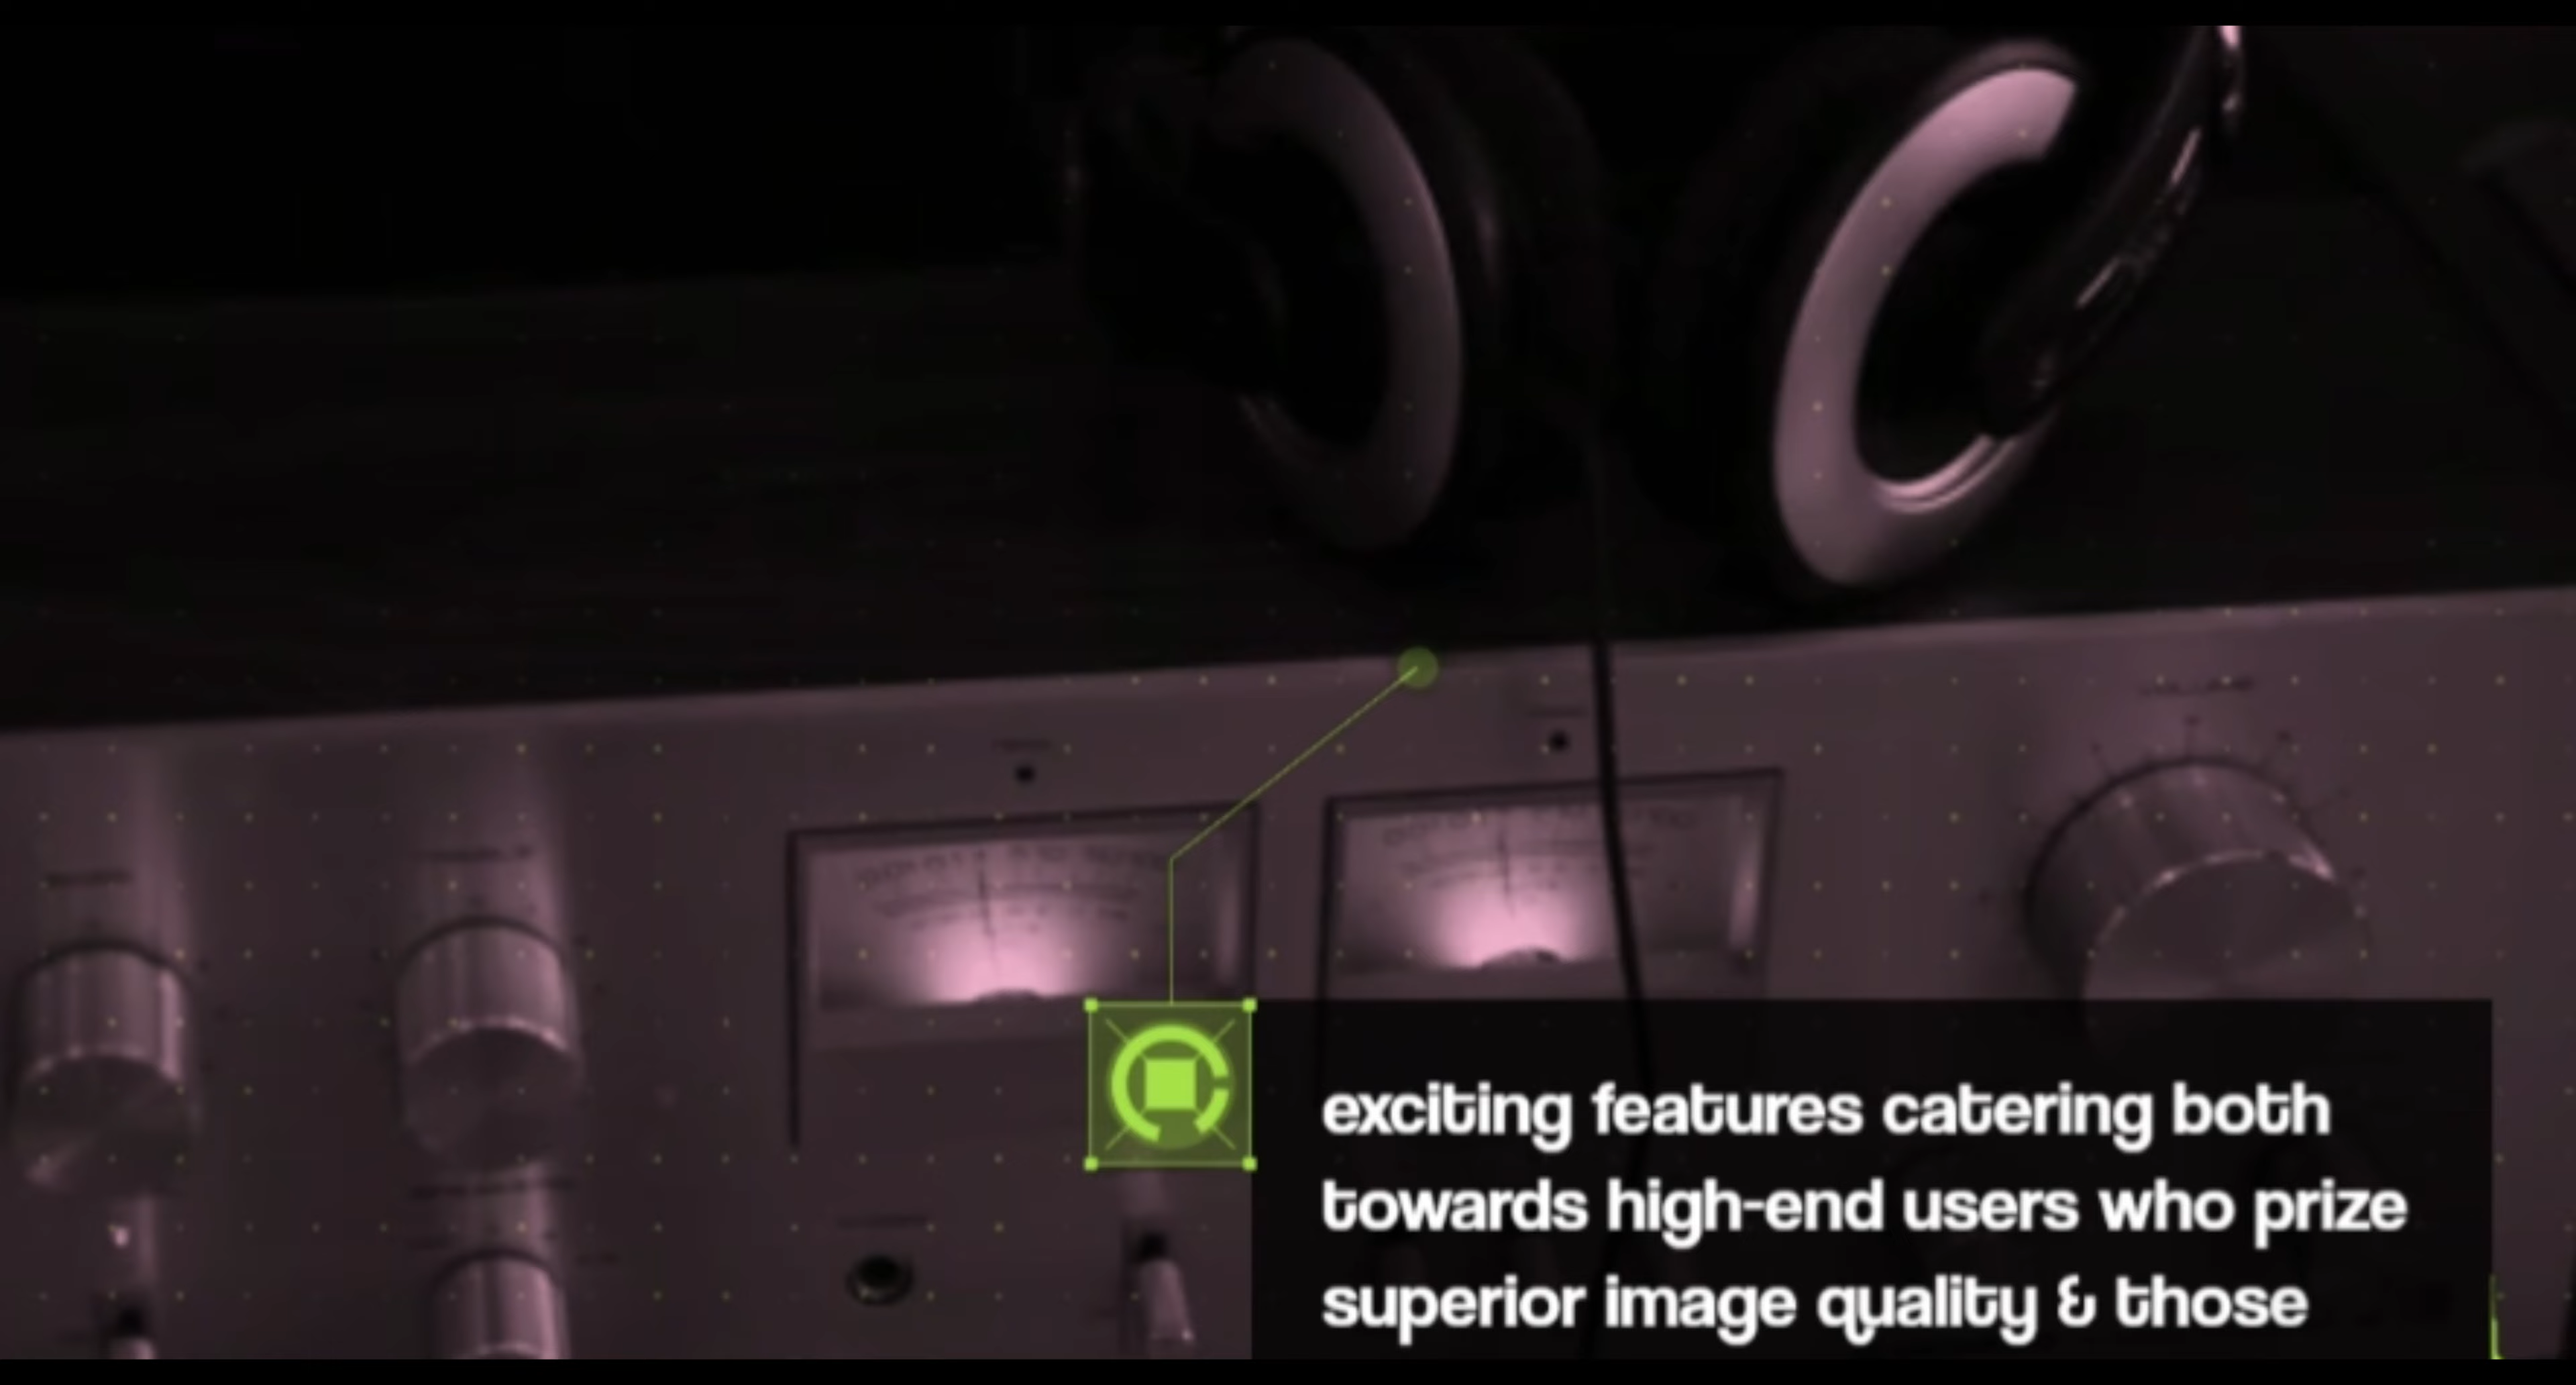 exciting features catering both
towards high-end users who prize
superior image quality & those